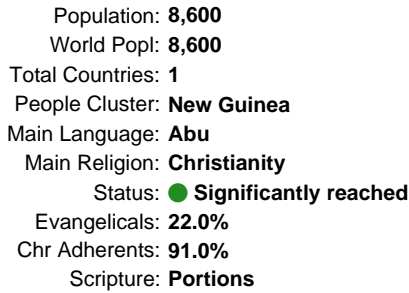 Population: 8,600
World Popl: 8,600
Total Countries: 1
People Cluster: New Guinea
Main Language: Abu
Main Religion: Christianity
Status: Significantly reached
Evangelicals: 22.0%
Chr Adherents: 91.0%
Scripture: Portions